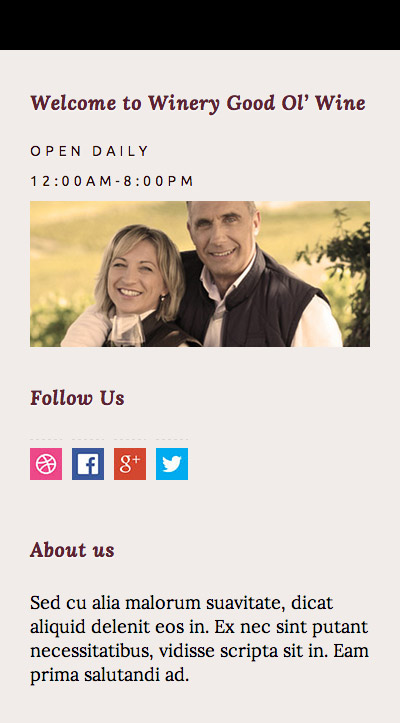 Welcome to Winery Good Ol’ Wine
OPEN DAILY
12:00AM-8:00PM
Follow Us
g+
About us
Sed cu alia malorum suavitate, dicat
aliquid delenit eos in. Ex nec sint putant
necessitatibus, vidisse scripta sit in. Eam
prima salutandi ad.